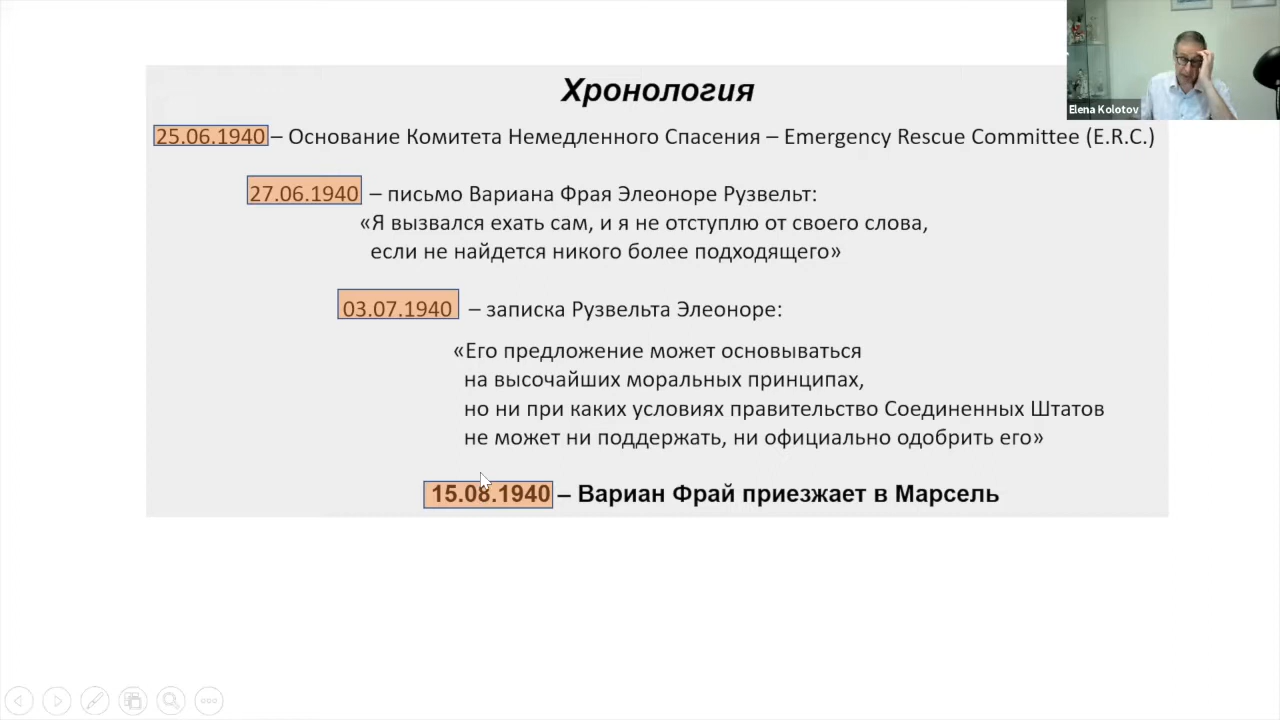 Хронология
25.06.1940 – Основание Комитета Немедленного Спасения – Emergency Rescue Committee (E.R.C.)
27.06.1940 – письмо Вариана Фрая Элеоноре Рузвельт:
«Я вызвался ехать сам, и я не отступлю от своего слова,
если не найдется никого более подходящего»
03.07.1940 – записка Рузвельта Элеоноре:
«Его предложение может основываться
на высочайших моральных принципах,
но ни при каких условиях правительство Соединенных Штатов
не может ни поддержать, ни официально одобрить его»
15.08.1940 – Вариан Фрай приезжает в Марсель
Elena Kolotov